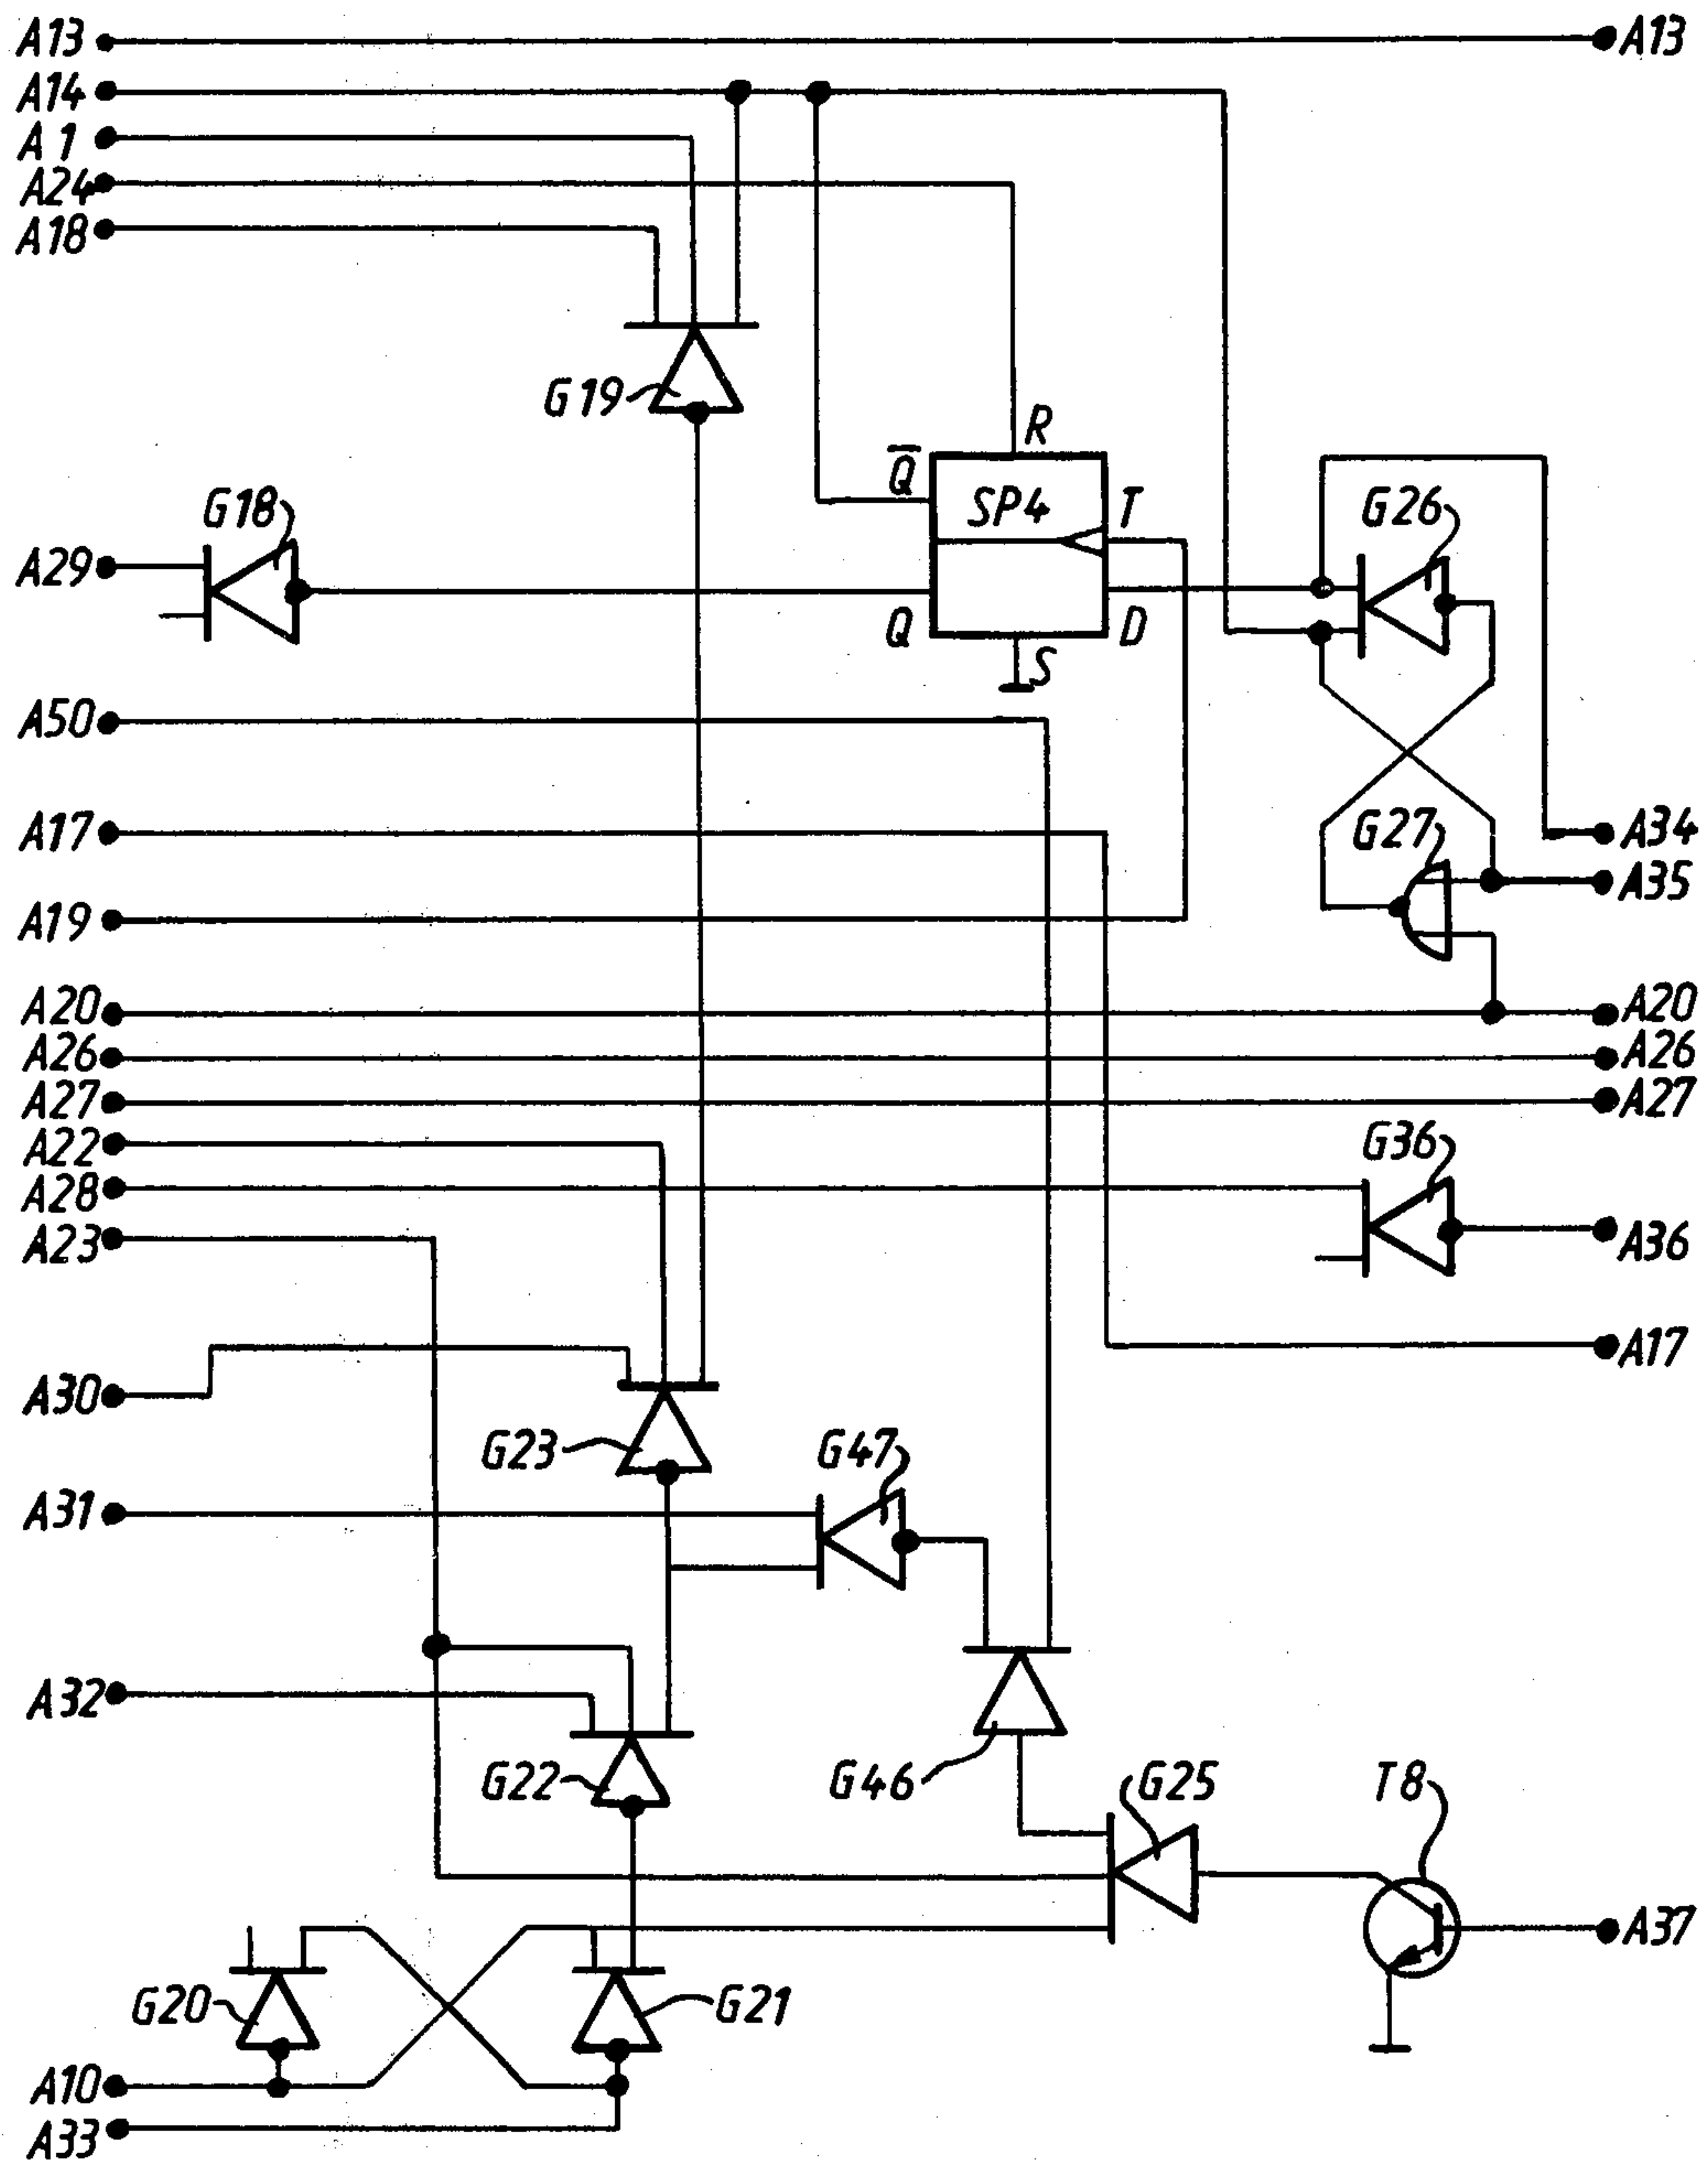 A13 A13
A14
A1
A24
A18
G19
R
Q̅ SP4 T
G18 G26
A29
Q D
S
A50
A17 G27 A34
A35
A19
A20 A20
A26 A26
A27 A27
A22 G36
A28
A23 A36
A17
A30
G23 G47
A31
A32
G22 G46 G25 T8
A37
G20 G21
A10
A33